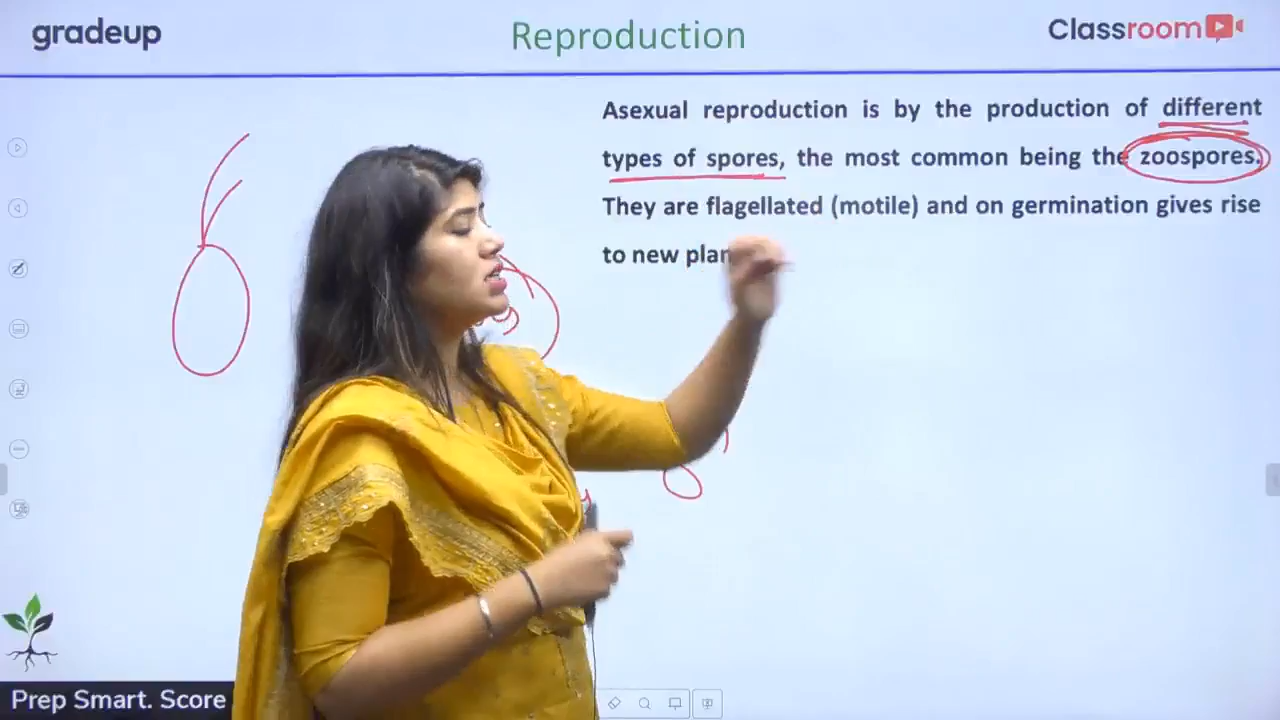 gradeup
Reproduction
Classroom
Asexual reproduction is by the production of different
types of spores, the most common being the zoospores.
They are flagellated (motile) and on germination gives rise
to new
Prep Smart. Score